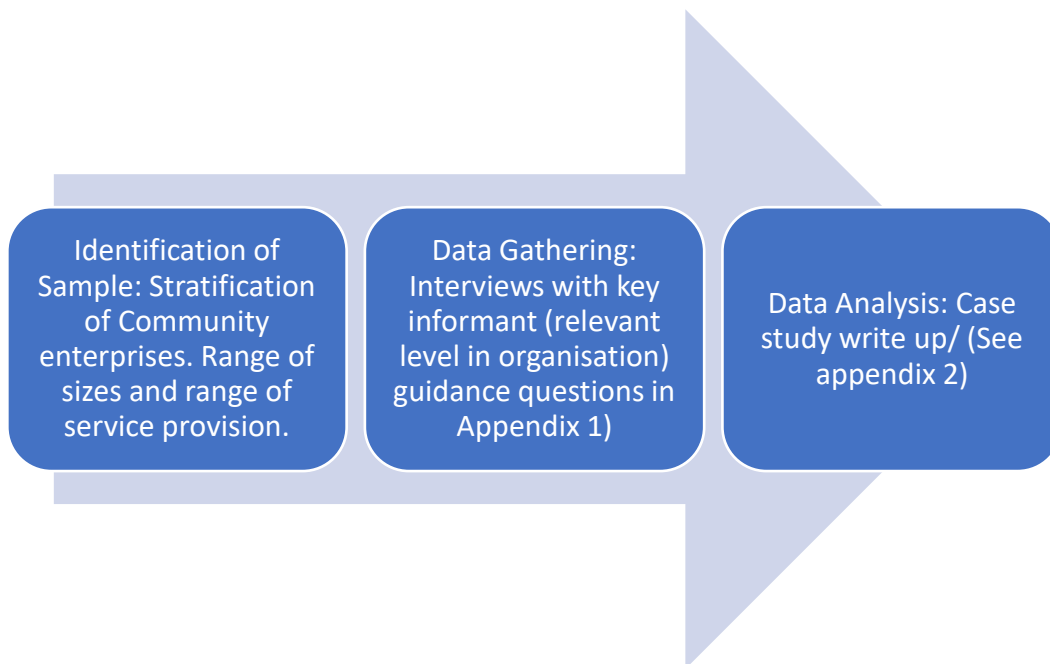 Identification of
Sample: Stratification
of Community
enterprises. Range of
sizes and range of
service provision.
Data Gathering:
Interviews with key
informant (relevant
level in organisation)
guidance questions in
Appendix 1)
Data Analysis: Case
study write up/ (See
appendix 2)